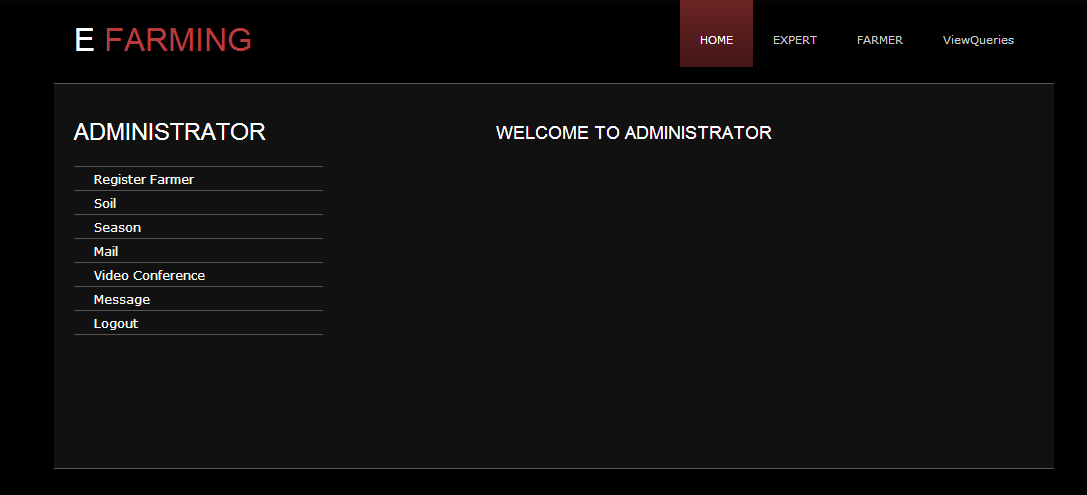 E FARMING
HOME EXPERT FARMER ViewQueries
ADMINISTRATOR
WELCOME TO ADMINISTRATOR
Register Farmer
Soil
Season
Mail
Video Conference
Message
Logout